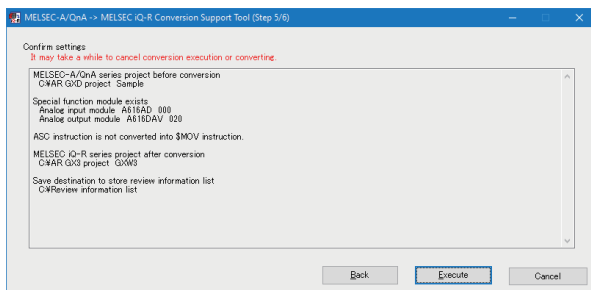 MELSEC-A/QnA -> MELSEC iQ-R Conversion Support Tool (Step 5/6)
Confirm settings
It may take a while to cancel conversion execution or converting.
MELSEC-A/QnA series project before conversion
C:¥AR GXD project Sample
Special function module exists
Analog input module A616AD 000
Analog output module A616DAV 020
ASC instruction is not converted into $MOV instruction.
MELSEC iQ-R series project after conversion
C:¥AR GX3 project GXW3
Save destination to store review information list
C:¥Review information list
Back Execute Cancel